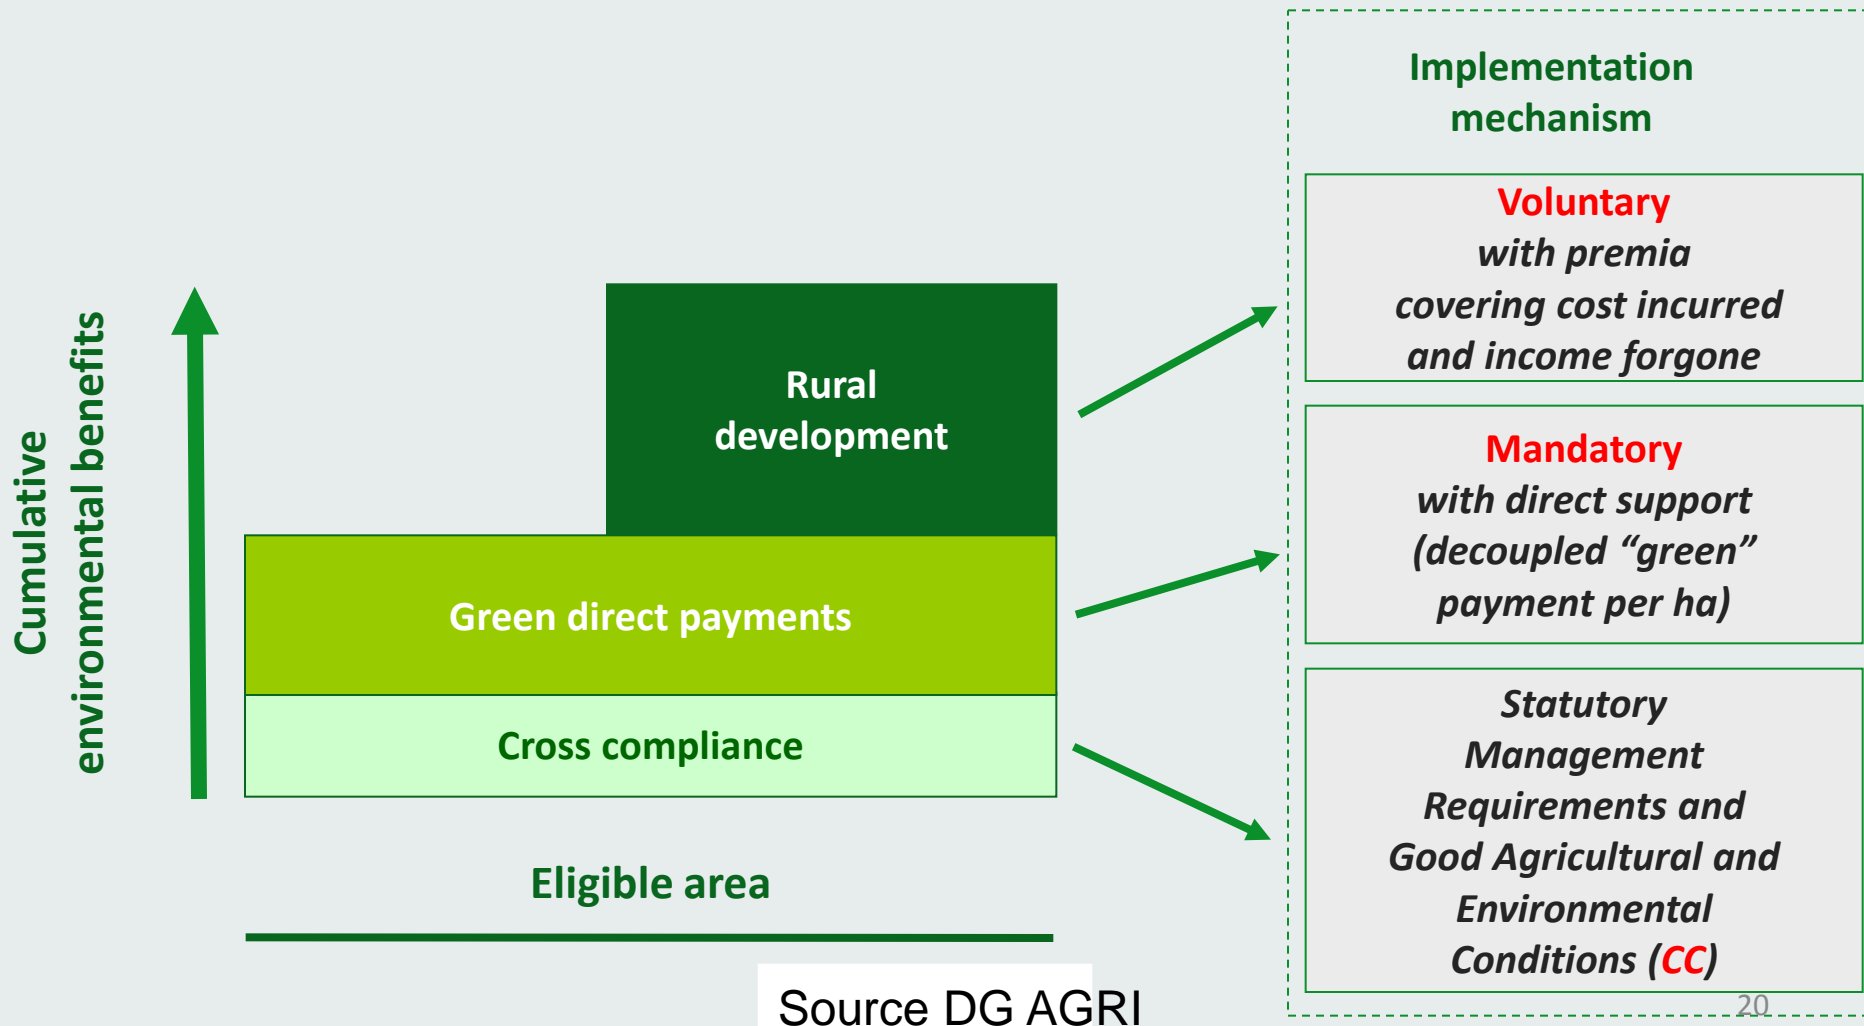 Implementation
mechanism
Voluntary
with premia
covering cost incurred
and income forgone
Mandatory
with direct support
(decoupled “green”
payment per ha)
Statutory
Management
Requirements and
Good Agricultural and
Environmental
Conditions (CC)
Cumulative
environmental benefits
Rural
development
Green direct payments
Cross compliance
Eligible area
Source DG AGRI
20